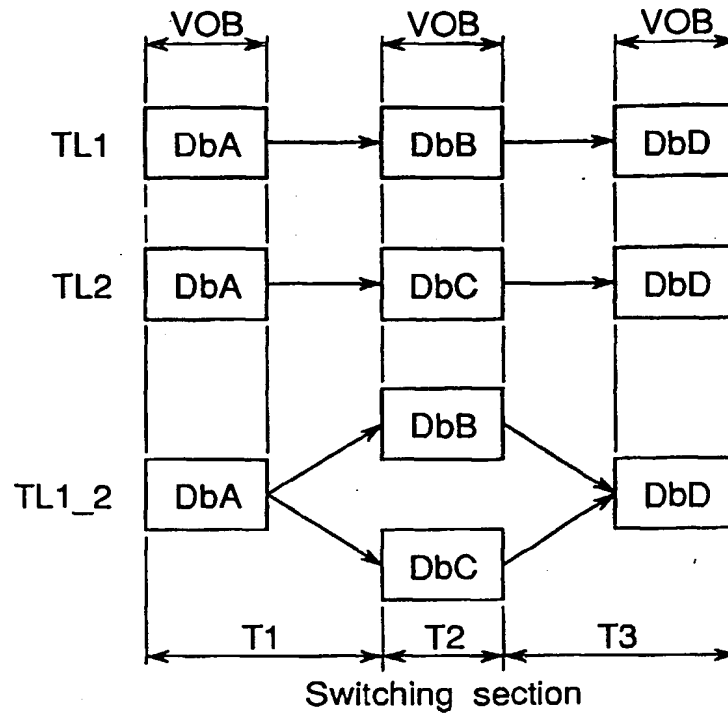 VOB VOB VOB
TL1 DbA DbB DbD
TL2 DbA DbC DbD
DbB
TL1_2 DbA DbD
DbC
T1 T2 T3
Switching section